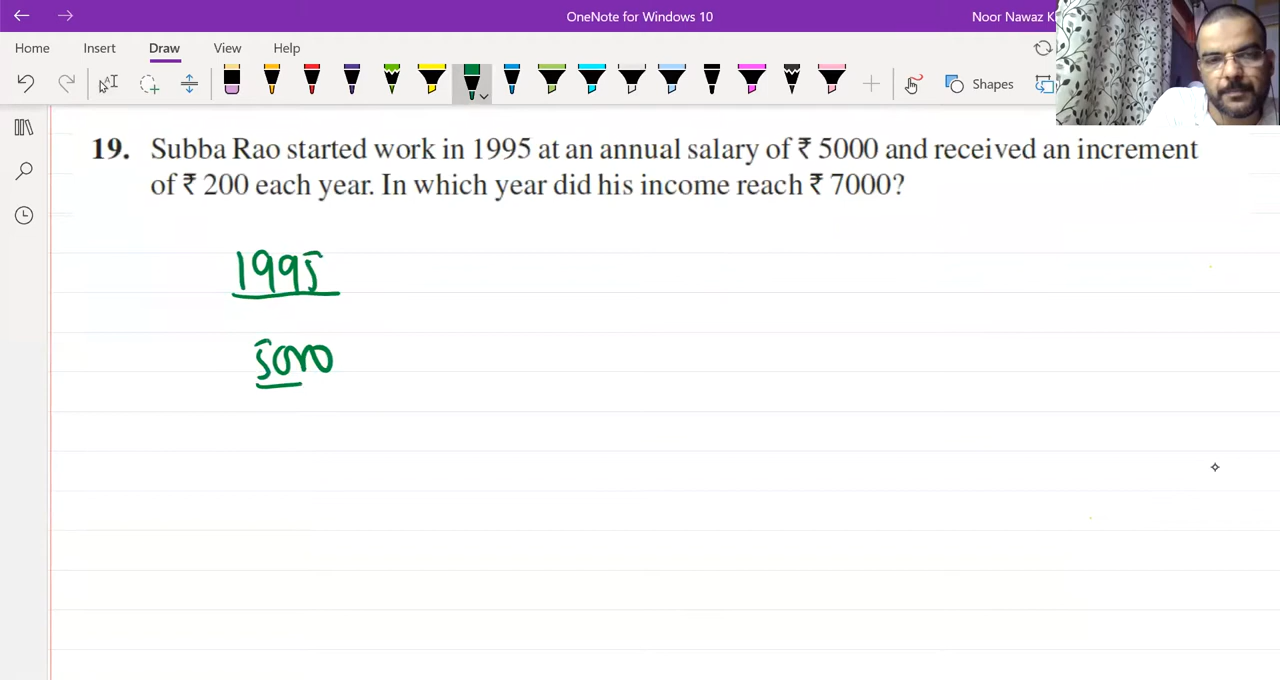 OneNote for Windows 10
Noor Nawaz K
Home Insert Draw View Help
Shapes
19. Subba Rao started work in 1995 at an annual salary of ₹ 5000 and received an increment
of ₹ 200 each year. In which year did his income reach ₹ 7000?
1995
5000